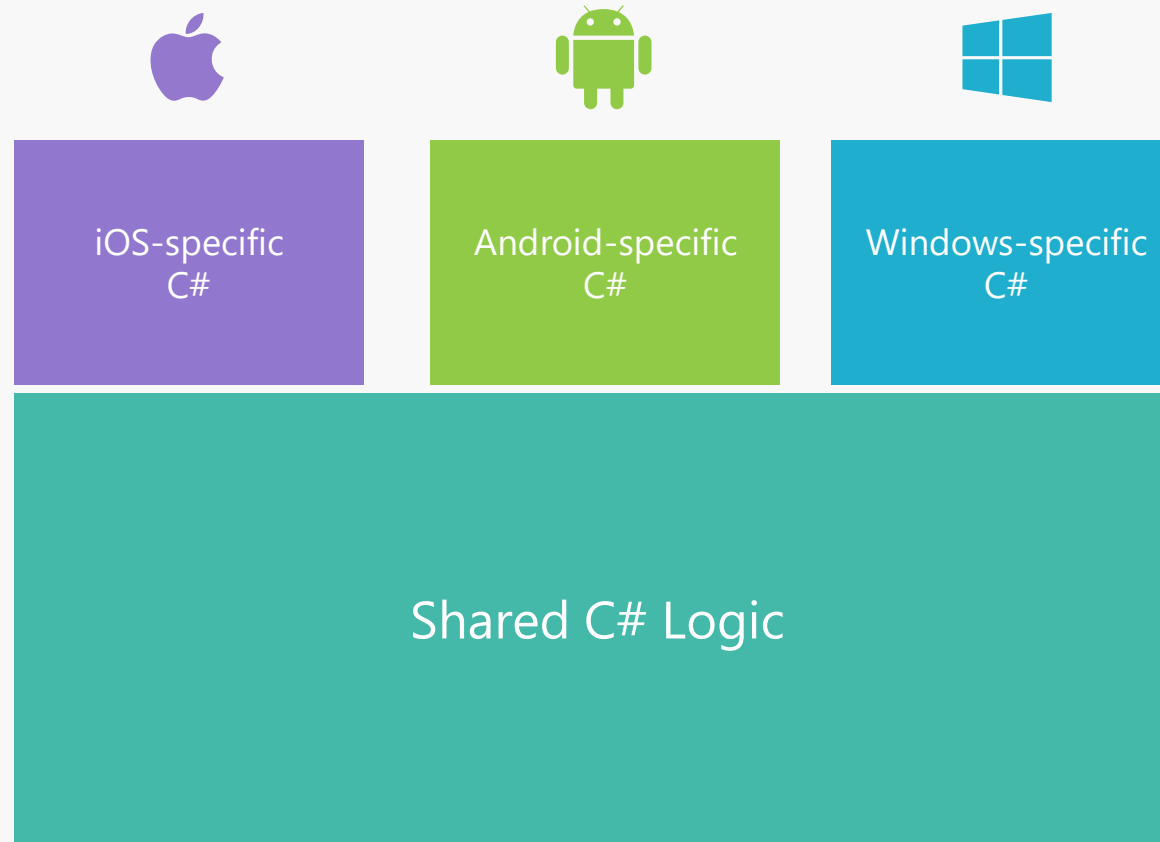 iOS-specific
C#
Android-specific
C#
Windows-specific
C#
Shared C# Logic